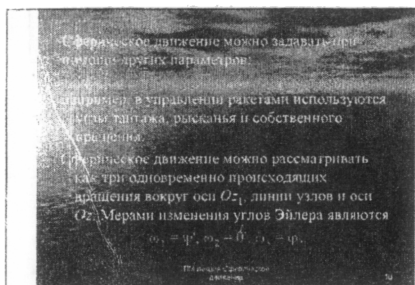 Сферическое движение можно задавать при
помощи других параметров:
например, в управлении ракетами используются
углы тангажа, рысканья и собственного
вращения.
Сферическое движение можно рассматривать
как три одновременно происходящих
вращения вокруг оси Oz₁, линии узлов и оси
Oz. Мерами изменения углов Эйлера являются